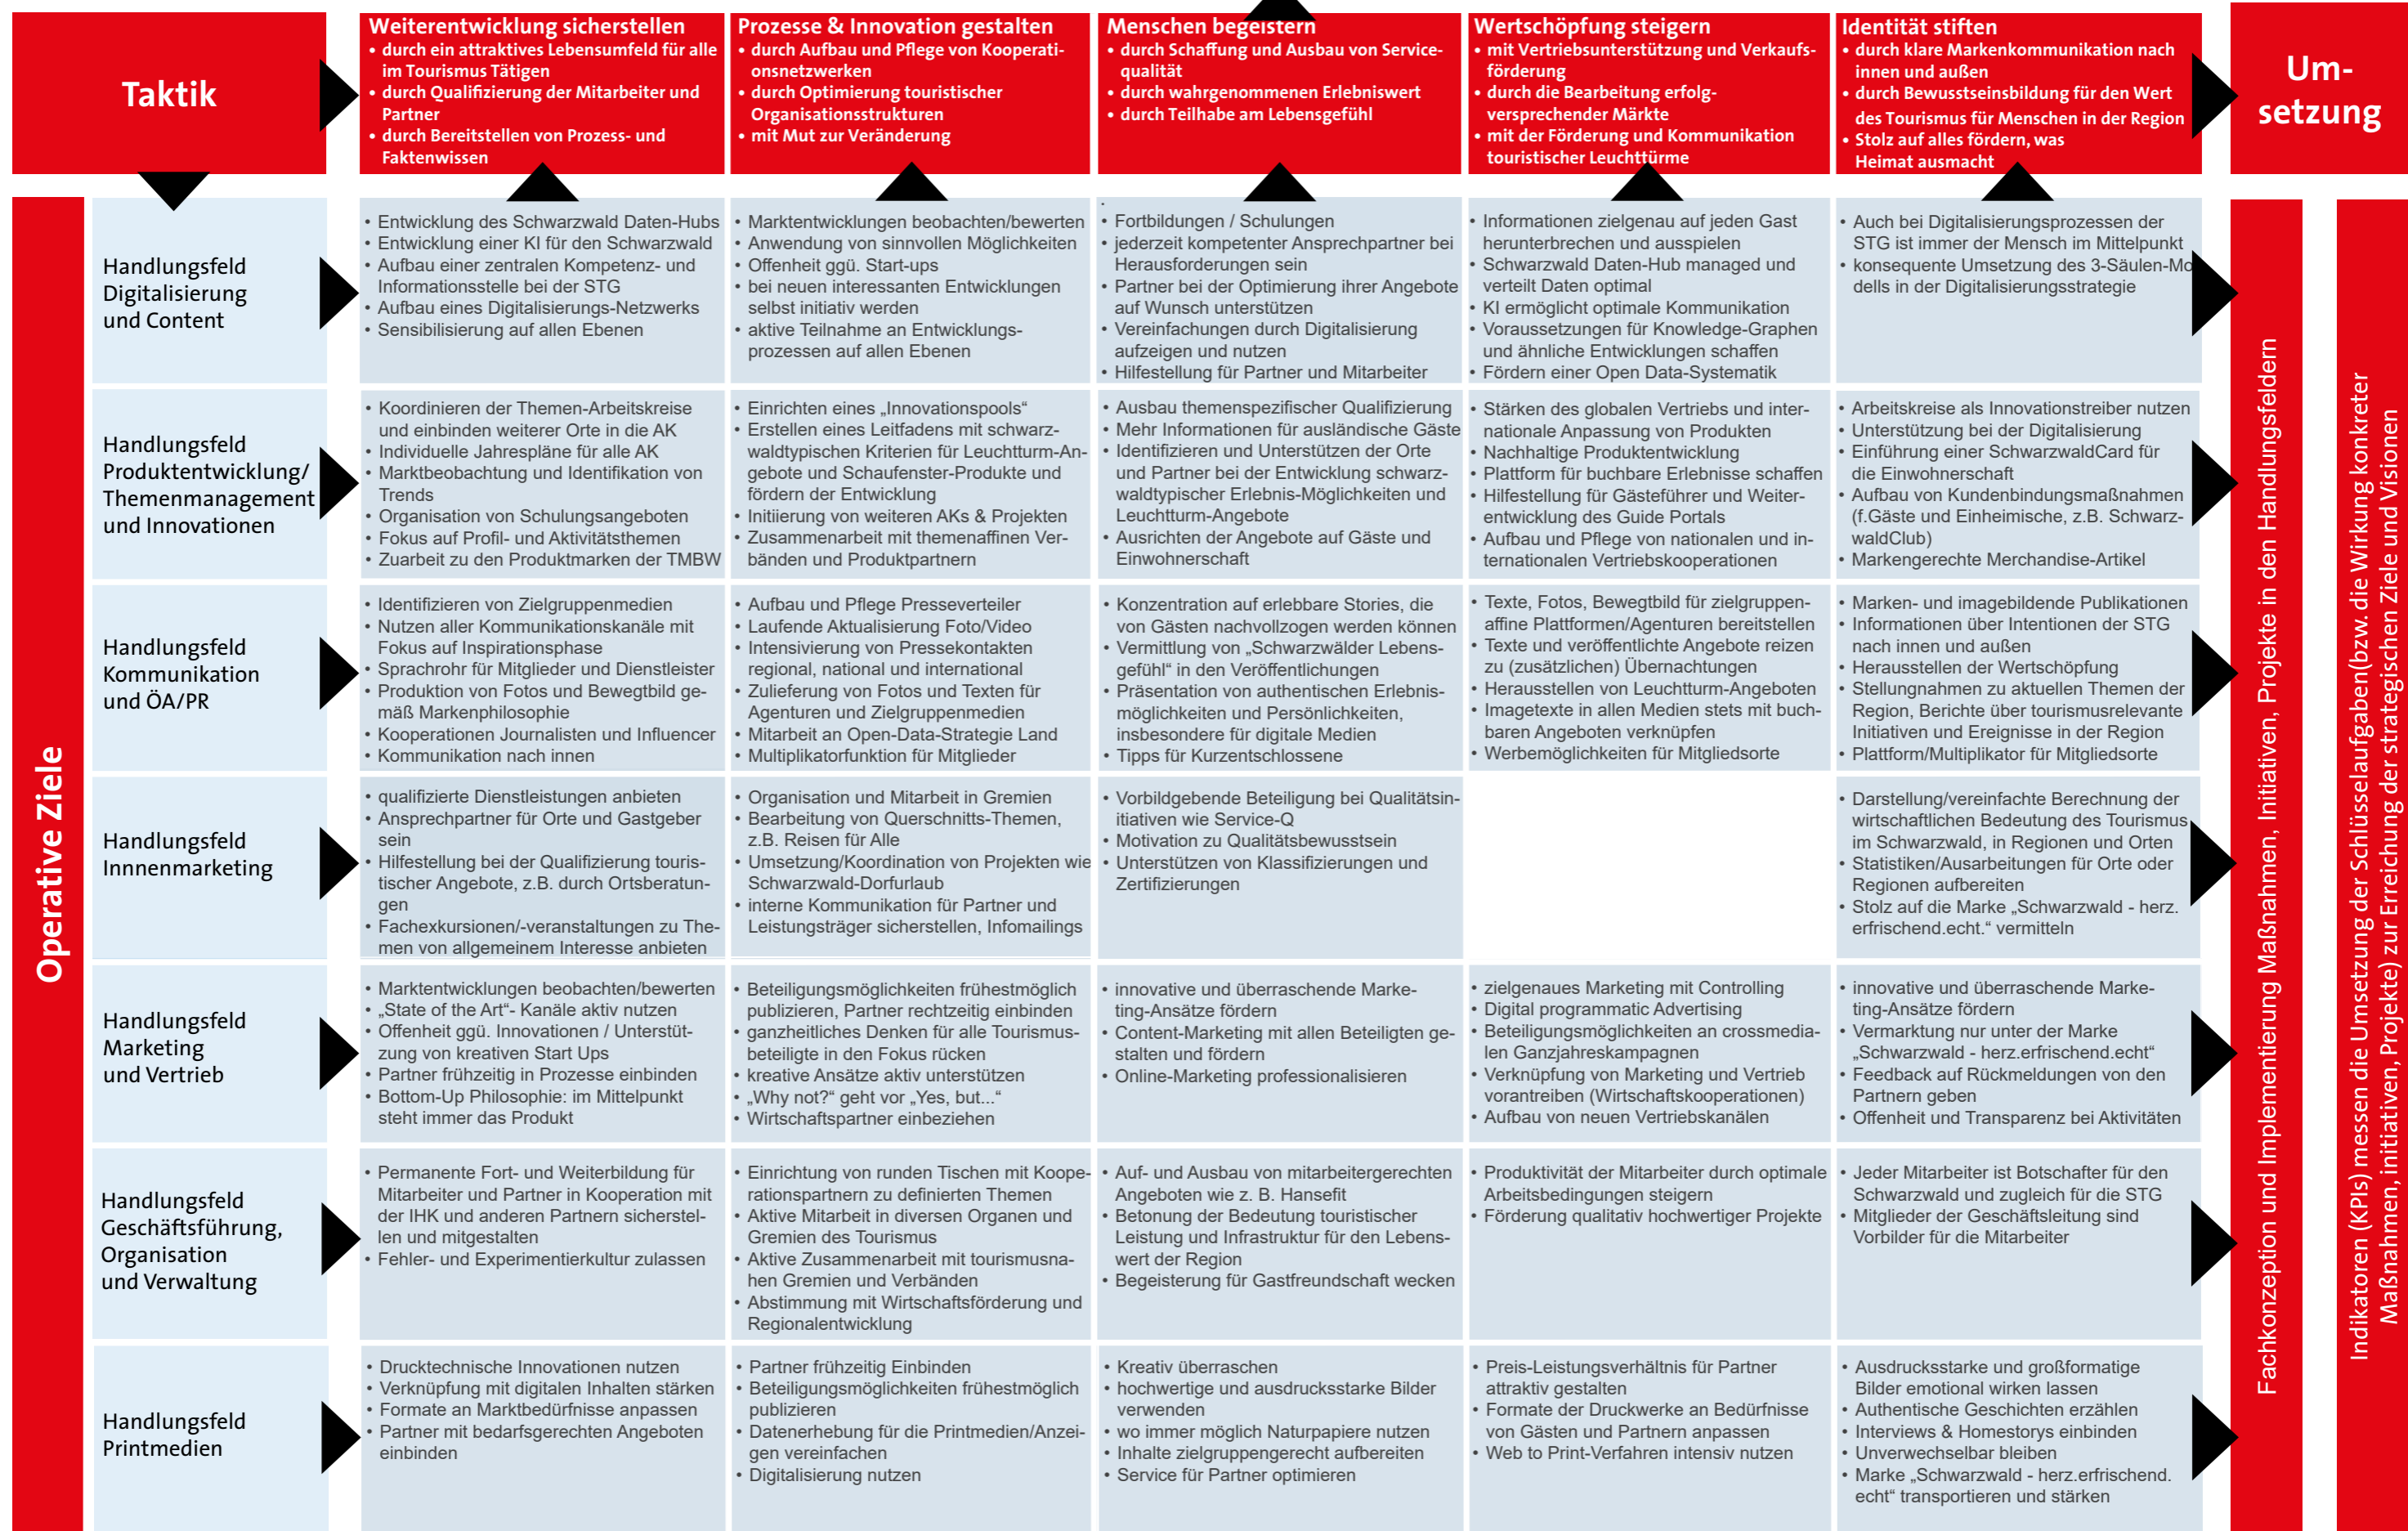 Taktik
Weiterentwicklung sicherstellen
• durch ein attraktives Lebensumfeld für alle
im Tourismus Tätigen
• durch Qualifizierung der Mitarbeiter und
Partner
• durch Bereitstellen von Prozess- und
Faktenwissen
Prozesse & Innovation gestalten
• durch Aufbau und Pflege von Kooperati-
onsnetzwerken
• durch Optimierung touristischer
Organisationsstrukturen
• mit Mut zur Veränderung
Menschen begeistern
• durch Schaffung und Ausbau von Service-
qualität
• durch wahrgenommenen Erlebniswert
• durch Teilhabe am Lebensgefühl
Wertschöpfung steigern
• mit Vertriebsunterstützung und Verkaufs-
förderung
• durch die Bearbeitung erfolg-
versprechender Märkte
• mit der Förderung und Kommunikation
touristischer Leuchttürme
Identität stiften
• durch klare Markenkommunikation nach
innen und außen
• durch Bewusstseinsbildung für den Wert
des Tourismus für Menschen in der Region
• Stolz auf alles fördern, was
Heimat ausmacht
Um-
setzung
Operative Ziele
Handlungsfeld
Digitalisierung
und Content
• Entwicklung des Schwarzwald Daten-Hubs
• Entwicklung einer KI für den Schwarzwald
• Aufbau einer zentralen Kompetenz- und
Informationsstelle bei der STG
• Aufbau eines Digitalisierungs-Netzwerks
• Sensibilisierung auf allen Ebenen
• Marktentwicklungen beobachten/bewerten
• Anwendung von sinnvollen Möglichkeiten
• Offenheit ggü. Start-ups
• bei neuen interessanten Entwicklungen
selbst initiativ werden
• aktive Teilnahme an Entwicklungs-
prozessen auf allen Ebenen
• Fortbildungen / Schulungen
• jederzeit kompetenter Ansprechpartner bei
Herausforderungen sein
• Partner bei der Optimierung ihrer Angebote
auf Wunsch unterstützen
• Vereinfachungen durch Digitalisierung
aufzeigen und nutzen
• Hilfestellung für Partner und Mitarbeiter
• Informationen zielgenau auf jeden Gast
herunterbrechen und ausspielen
• Schwarzwald Daten-Hub managed und
verteilt Daten optimal
• KI ermöglicht optimale Kommunikation
• Voraussetzungen für Knowledge-Graphen
und ähnliche Entwicklungen schaffen
• Fördern einer Open Data-Systematik
• Auch bei Digitalisierungsprozessen der
STG ist immer der Mensch im Mittelpunkt
• konsequente Umsetzung des 3-Säulen-Mo
dells in der Digitalisierungsstrategie
Handlungsfeld
Produktentwicklung/
Themenmanagement
und Innovationen
• Koordinieren der Themen-Arbeitskreise
und einbinden weiterer Orte in die AK
• Individuelle Jahrespläne für alle AK
• Marktbeobachtung und Identifikation von
Trends
• Organisation von Schulungsangeboten
• Fokus auf Profil- und Aktivitätsthemen
• Zuarbeit zu den Produktmarken der TMBW
• Einrichten eines „Innovationspools“
• Erstellen eines Leitfadens mit schwarz-
waldtypischen Kriterien für Leuchtturm-An-
gebote und Schaufenster-Produkte und
fördern der Entwicklung
• Initiierung von weiteren AKs & Projekten
• Zusammenarbeit mit themenaffinen Ver-
bänden und Produktpartnern
• Ausbau themenspezifischer Qualifizierung
• Mehr Informationen für ausländische Gäste
• Identifizieren und Unterstützen der Orte
und Partner bei der Entwicklung schwarz-
waldtypischer Erlebnis-Möglichkeiten und
Leuchtturm-Angebote
• Ausrichten der Angebote auf Gäste und
Einwohnerschaft
• Stärken des globalen Vertriebs und inter-
nationale Anpassung von Produkten
• Nachhaltige Produktentwicklung
• Plattform für buchbare Erlebnisse schaffen
• Hilfestellung für Gästeführer und Weiter-
entwicklung des Guide Portals
• Aufbau und Pflege von nationalen und in-
ternationalen Vertriebskooperationen
• Arbeitskreise als Innovationstreiber nutzen
• Unterstützung bei der Digitalisierung
• Einführung einer SchwarzwaldCard für
die Einwohnerschaft
• Aufbau von Kundenbindungsmaßnahmen
(f.Gäste und Einheimische, z.B. Schwarz-
waldClub)
• Markengerechte Merchandise-Artikel
Handlungsfeld
Kommunikation
und ÖA/PR
• Identifizieren von Zielgruppenmedien
• Nutzen aller Kommunikationskanäle mit
Fokus auf Inspirationsphase
• Sprachrohr für Mitglieder und Dienstleister
• Produktion von Fotos und Bewegtbild ge-
mäß Markenphilosophie
• Kooperationen Journalisten und Influencer
• Kommunikation nach innen
• Aufbau und Pflege Presseverteiler
• Laufende Aktualisierung Foto/Video
• Intensivierung von Pressekontakten
regional, national und international
• Zulieferung von Fotos und Texten für
Agenturen und Zielgruppenmedien
• Mitarbeit an Open-Data-Strategie Land
• Multiplikatorfunktion für Mitglieder
• Konzentration auf erlebbare Stories, die
von Gästen nachvollzogen werden können
• Vermittlung von „Schwarzwälder Lebens-
gefühl“ in den Veröffentlichungen
• Präsentation von authentischen Erlebnis-
möglichkeiten und Persönlichkeiten,
insbesondere für digitale Medien
• Tipps für Kurzentschlossene
• Texte, Fotos, Bewegtbild für zielgruppen-
affine Plattformen/Agenturen bereitstellen
• Texte und veröffentlichte Angebote reizen
zu (zusätzlichen) Übernachtungen
• Herausstellen von Leuchtturm-Angeboten
• Imagetexte in allen Medien stets mit buch-
baren Angeboten verknüpfen
• Werbemöglichkeiten für Mitgliedsorte
• Marken- und imagebildende Publikationen
• Informationen über Intentionen der STG
nach innen und außen
• Herausstellen der Wertschöpfung
• Stellungnahmen zu aktuellen Themen der
Region, Berichte über tourismusrelevante
Initiativen und Ereignisse in der Region
• Plattform/Multiplikator für Mitgliedsorte
Handlungsfeld
Innnenmarketing
• qualifizierte Dienstleistungen anbieten
• Ansprechpartner für Orte und Gastgeber
sein
• Hilfestellung bei der Qualifizierung touris-
tischer Angebote, z.B. durch Ortsberatun-
gen
• Fachexkursionen/-veranstaltungen zu The-
men von allgemeinem Interesse anbieten
• Organisation und Mitarbeit in Gremien
• Bearbeitung von Querschnitts-Themen,
z.B. Reisen für Alle
• Umsetzung/Koordination von Projekten wie
Schwarzwald-Dorfurlaub
• interne Kommunikation für Partner und
Leistungsträger sicherstellen, Infomailings
• Vorbildgebende Beteiligung bei Qualitätsin-
itiativen wie Service-Q
• Motivation zu Qualitätsbewusstsein
• Unterstützen von Klassifizierungen und
Zertifizierungen
• Darstellung/vereinfachte Berechnung der
wirtschaftlichen Bedeutung des Tourismus
im Schwarzwald, in Regionen und Orten
• Statistiken/Ausarbeitungen für Orte oder
Regionen aufbereiten
• Stolz auf die Marke „Schwarzwald - herz.
erfrischend.echt.“ vermitteln
Handlungsfeld
Marketing
und Vertrieb
• Marktentwicklungen beobachten/bewerten
• „State of the Art“- Kanäle aktiv nutzen
• Offenheit ggü. Innovationen / Unterstüt-
zung von kreativen Start Ups
• Partner frühzeitig in Prozesse einbinden
• Bottom-Up Philosophie: im Mittelpunkt
steht immer das Produkt
• Beteiligungsmöglichkeiten frühestmöglich
publizieren, Partner rechtzeitig einbinden
• ganzheitliches Denken für alle Tourismus-
beteiligte in den Fokus rücken
• kreative Ansätze aktiv unterstützen
• „Why not?“ geht vor „Yes, but...“
• Wirtschaftspartner einbeziehen
• innovative und überraschende Marke-
ting-Ansätze fördern
• Content-Marketing mit allen Beteiligten ge-
stalten und fördern
• Online-Marketing professionalisieren
• zielgenaues Marketing mit Controlling
• Digital programmatic Advertising
• Beteiligungsmöglichkeiten an crossmedia-
len Ganzjahreskampagnen
• Verknüpfung von Marketing und Vertrieb
vorantreiben (Wirtschaftskooperationen)
• Aufbau von neuen Vertriebskanälen
• innovative und überraschende Marke-
ting-Ansätze fördern
• Vermarktung nur unter der Marke
„Schwarzwald - herz.erfrischend.echt“
• Feedback auf Rückmeldungen von den
Partnern geben
• Offenheit und Transparenz bei Aktivitäten
Handlungsfeld
Geschäftsführung,
Organisation
und Verwaltung
• Permanente Fort- und Weiterbildung für
Mitarbeiter und Partner in Kooperation mit
der IHK und anderen Partnern sicherstel-
len und mitgestalten
• Fehler- und Experimentierkultur zulassen
• Einrichtung von runden Tischen mit Koope-
rationspartnern zu definierten Themen
• Aktive Mitarbeit in diversen Organen und
Gremien des Tourismus
• Aktive Zusammenarbeit mit tourismusna-
hen Gremien und Verbänden
• Abstimmung mit Wirtschaftsförderung und
Regionalentwicklung
• Auf- und Ausbau von mitarbeitergerechten
Angeboten wie z. B. Hansefit
• Betonung der Bedeutung touristischer
Leistung und Infrastruktur für den Lebens-
wert der Region
• Begeisterung für Gastfreundschaft wecken
• Produktivität der Mitarbeiter durch optimale
Arbeitsbedingungen steigern
• Förderung qualitativ hochwertiger Projekte
• Jeder Mitarbeiter ist Botschafter für den
Schwarzwald und zugleich für die STG
• Mitglieder der Geschäftsleitung sind
Vorbilder für die Mitarbeiter
Handlungsfeld
Printmedien
• Drucktechnische Innovationen nutzen
• Verknüpfung mit digitalen Inhalten stärken
• Formate an Marktbedürfnisse anpassen
• Partner mit bedarfsgerechten Angeboten
einbinden
• Partner frühzeitig Einbinden
• Beteiligungsmöglichkeiten frühestmöglich
publizieren
• Datenerhebung für die Printmedien/Anzei-
gen vereinfachen
• Digitalisierung nutzen
• Kreativ überraschen
• hochwertige und ausdrucksstarke Bilder
verwenden
• wo immer möglich Naturpapiere nutzen
• Inhalte zielgruppengerecht aufbereiten
• Service für Partner optimieren
• Preis-Leistungsverhältnis für Partner
attraktiv gestalten
• Formate der Druckwerke an Bedürfnisse
von Gästen und Partnern anpassen
• Web to Print-Verfahren intensiv nutzen
• Ausdrucksstarke und großformatige
Bilder emotional wirken lassen
• Authentische Geschichten erzählen
• Interviews & Homestorys einbinden
• Unverwechselbar bleiben
• Marke „Schwarzwald - herz.erfrischend.
echt“ transportieren und stärken
Fachkonzeption und Implementierung Maßnahmen, Initiativen, Projekte in den Handlungsfeldern
Indikatoren (KPIs) messen die Umsetzung der Schlüsselaufgaben(bzw. die Wirkung konkreter
Maßnahmen, initiativen, Projekte) zur Erreichung der strategischen Ziele und Visionen